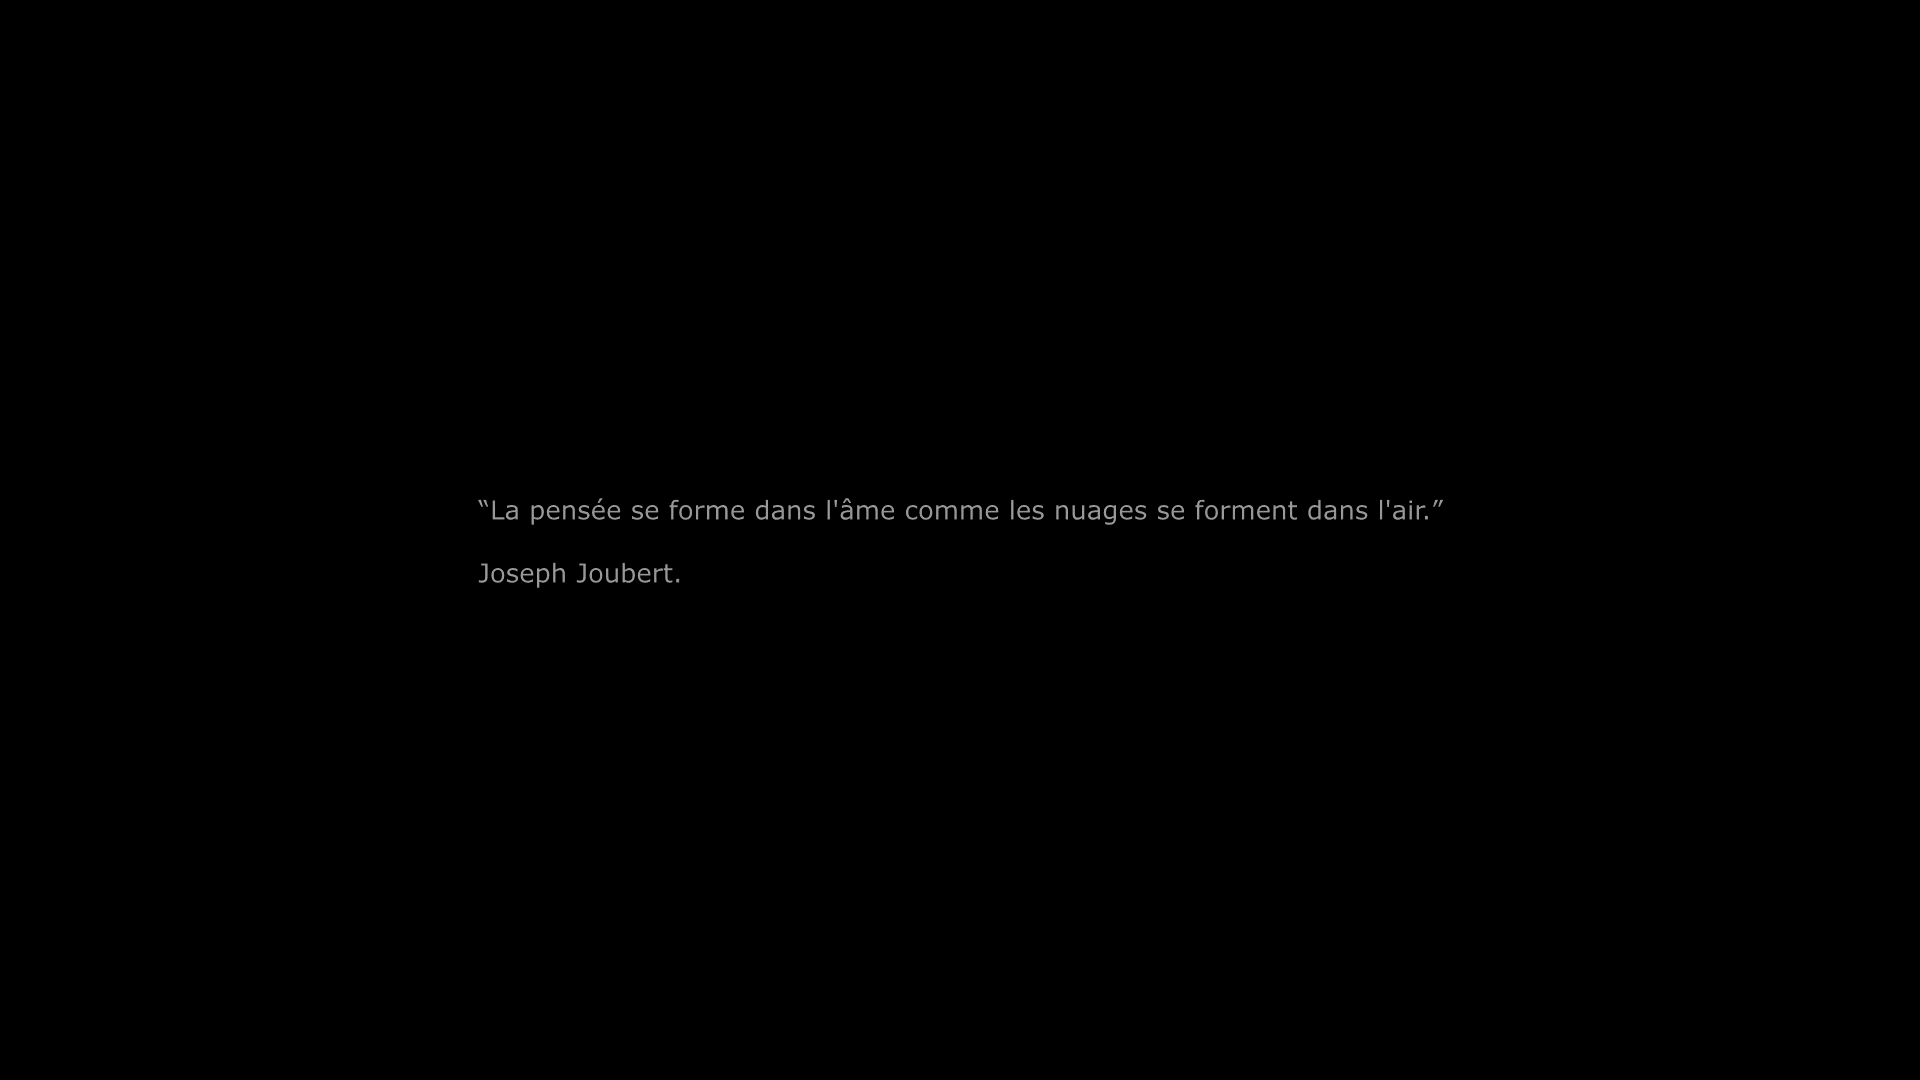 “La pensée se forme dans l'âme comme les nuages se forment dans l'air.”
Joseph Joubert.